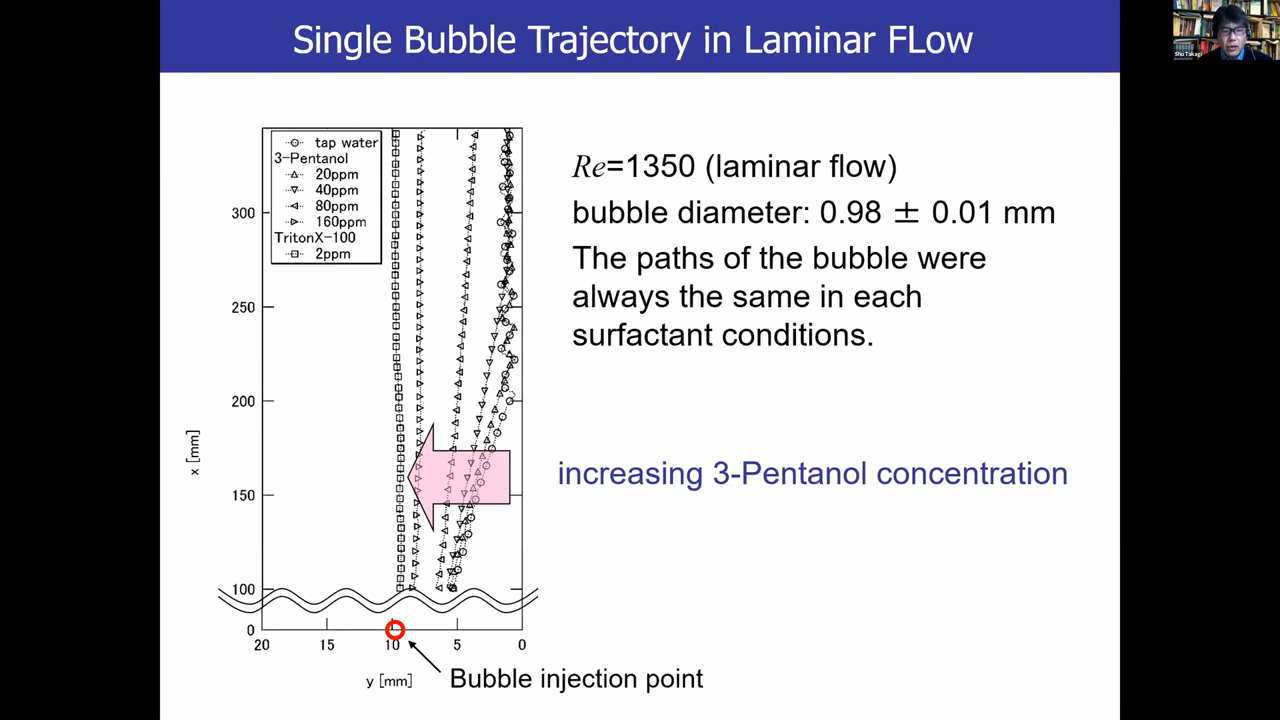 Single Bubble Trajectory in Laminar FLow
Shu Takagi
tap water
3-Pentanol
20ppm
40ppm
80ppm
160ppm
TritonX-100
2ppm
300
250
200
150
100
0
x [mm]
20 15 10 5 0
y [mm]
Bubble injection point
Re=1350 (laminar flow)
bubble diameter: 0.98 ± 0.01 mm
The paths of the bubble were
always the same in each
surfactant conditions.
increasing 3-Pentanol concentration